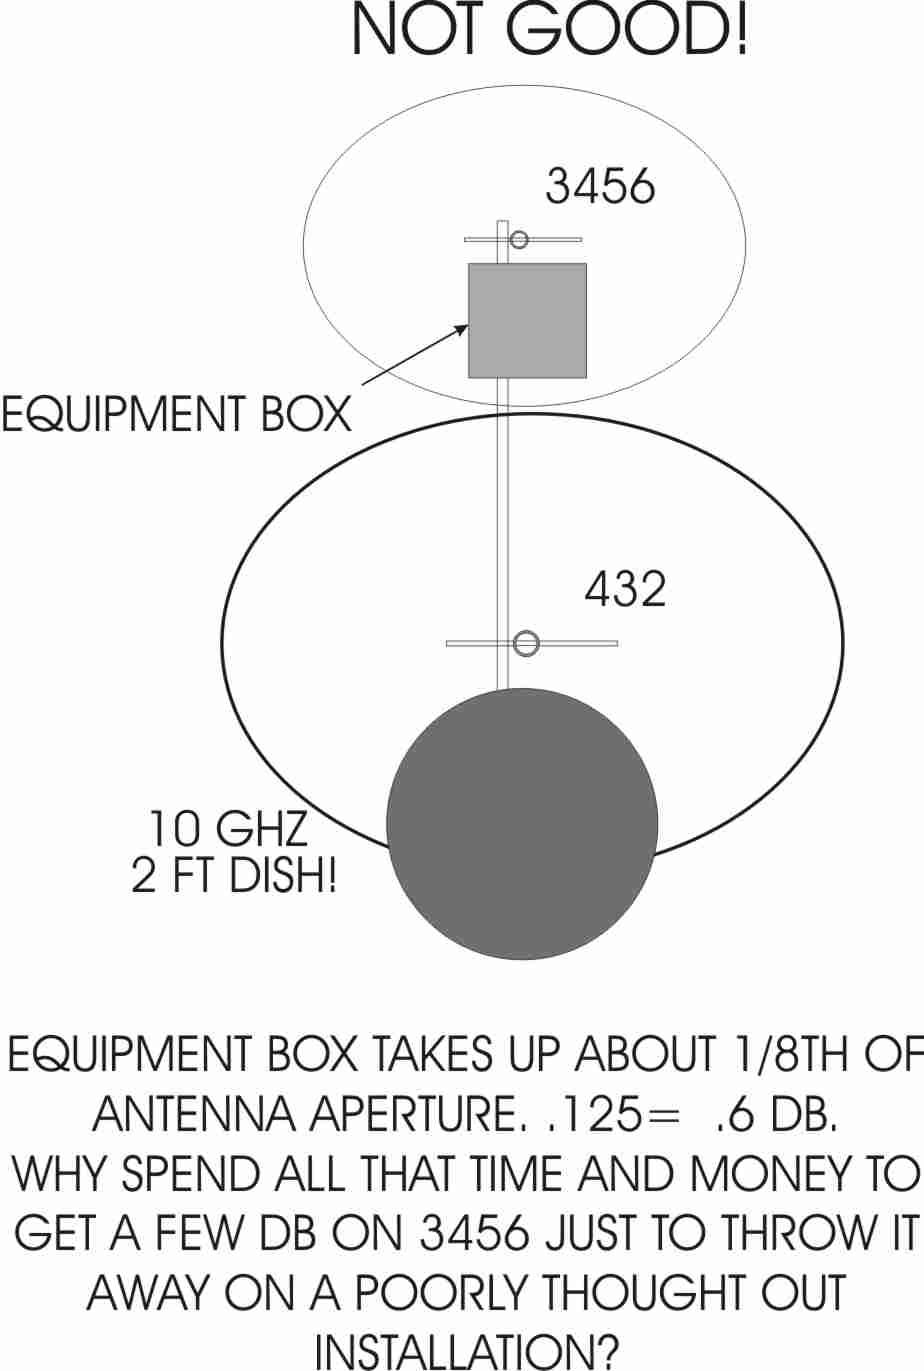 NOT GOOD!
3456
EQUIPMENT BOX
432
10 GHZ
2 FT DISH!
EQUIPMENT BOX TAKES UP ABOUT 1/8TH OF
ANTENNA APERTURE. .125= .6 DB.
WHY SPEND ALL THAT TIME AND MONEY TO
GET A FEW DB ON 3456 JUST TO THROW IT
AWAY ON A POORLY THOUGHT OUT
INSTALLATION?